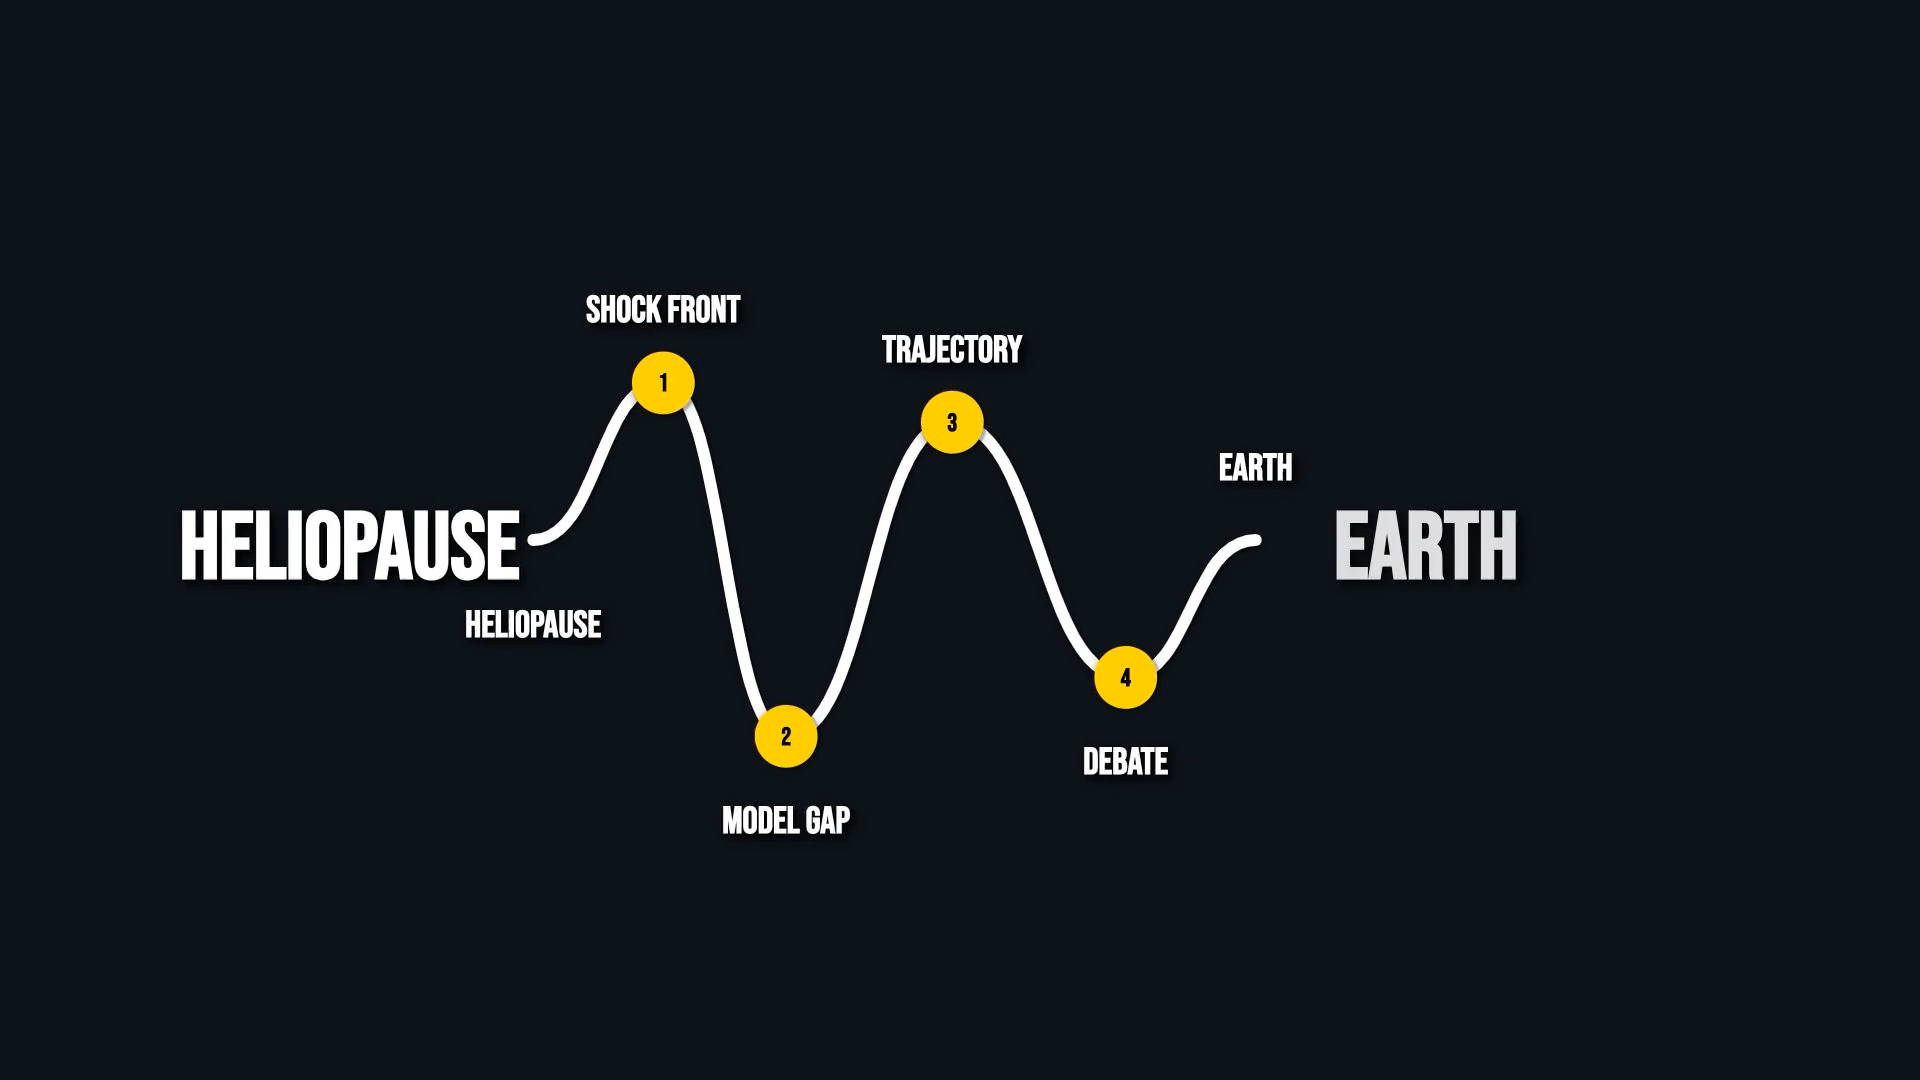 SHOCK FRONT
1
TRAJECTORY
3
EARTH
HELIOPAUSE
EARTH
HELIOPAUSE
4
2
DEBATE
MODEL GAP